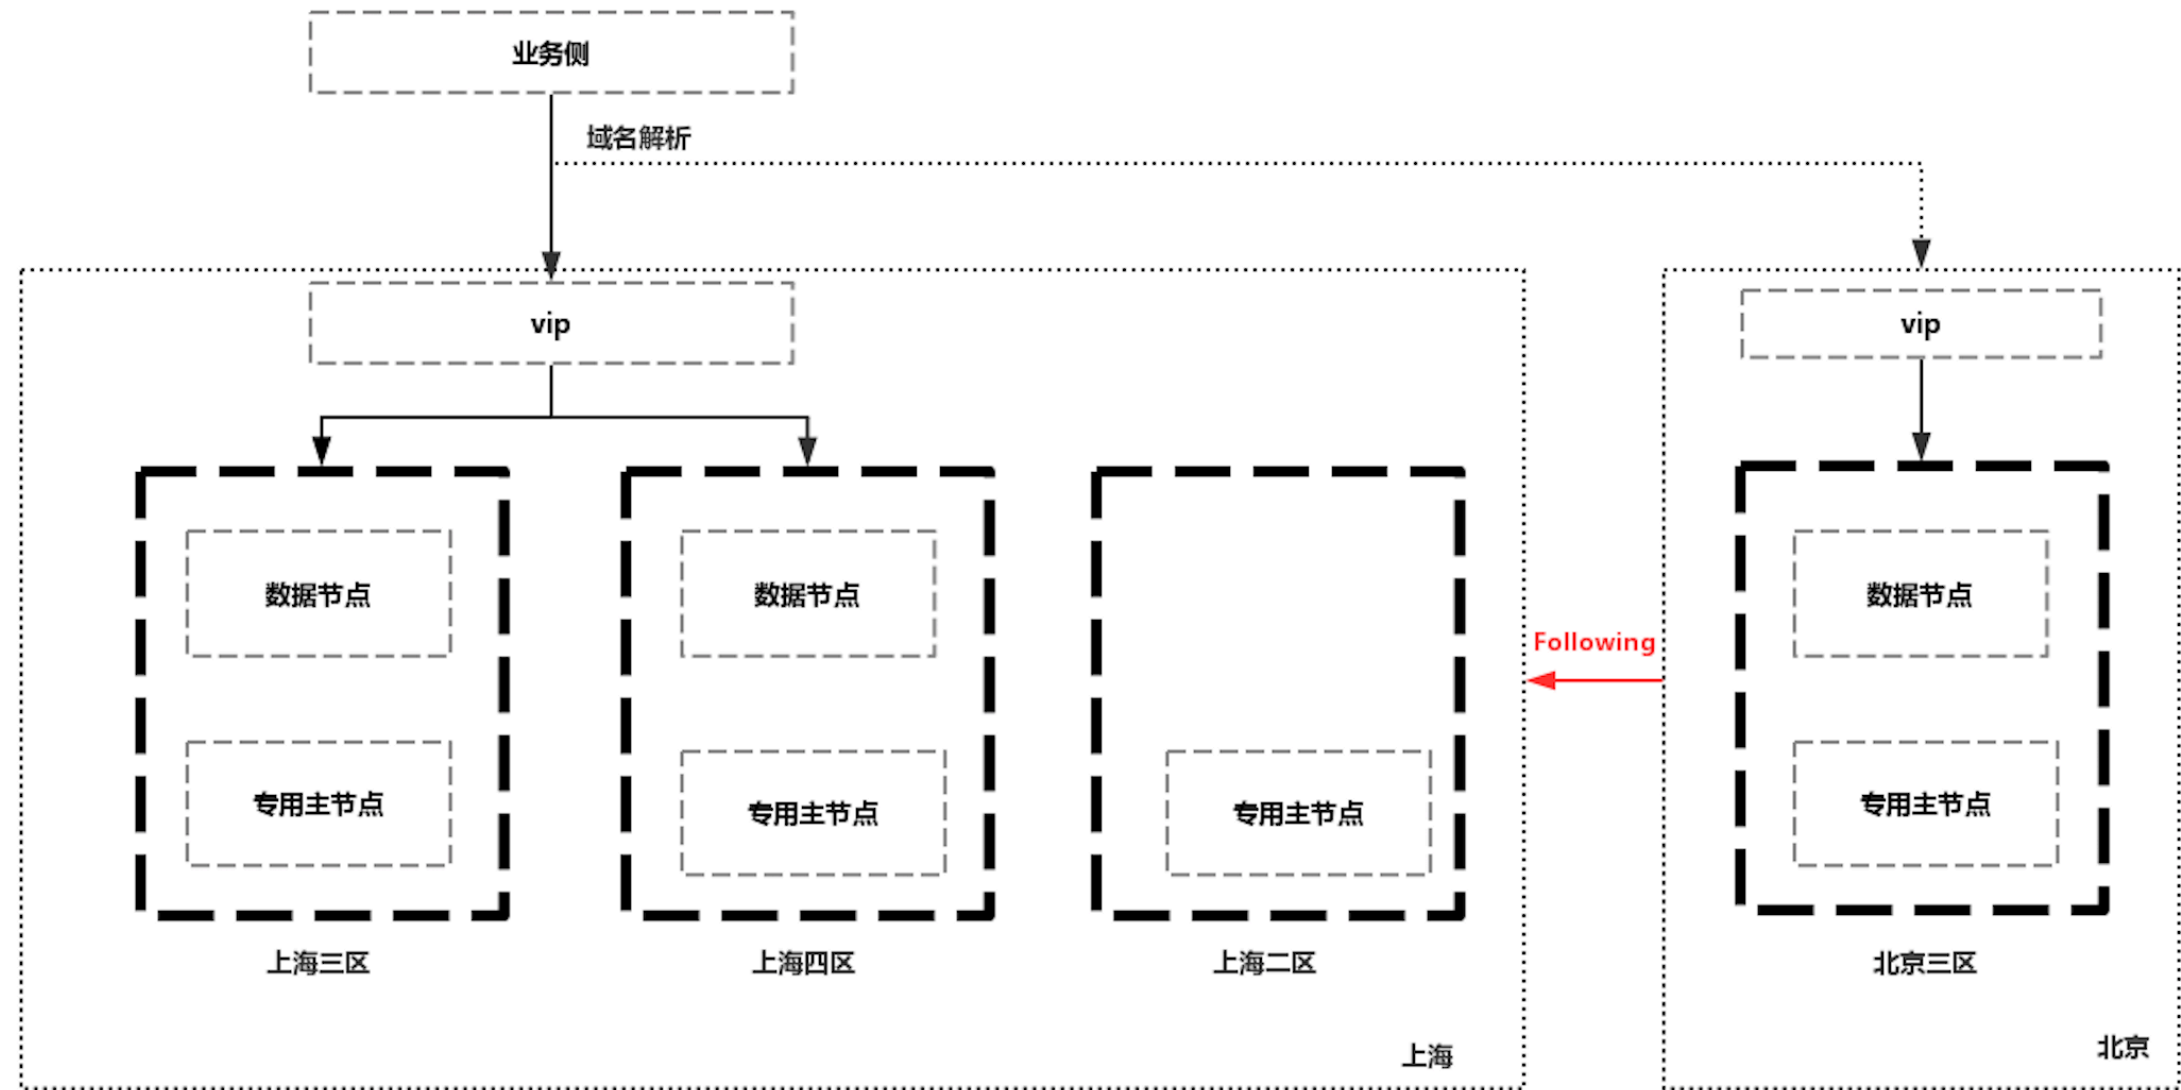 业务侧
域名解析
vip
vip
数据节点
数据节点
数据节点
Following
专用主节点
专用主节点
专用主节点
专用主节点
上海三区
上海四区
上海二区
北京三区
上海
北京